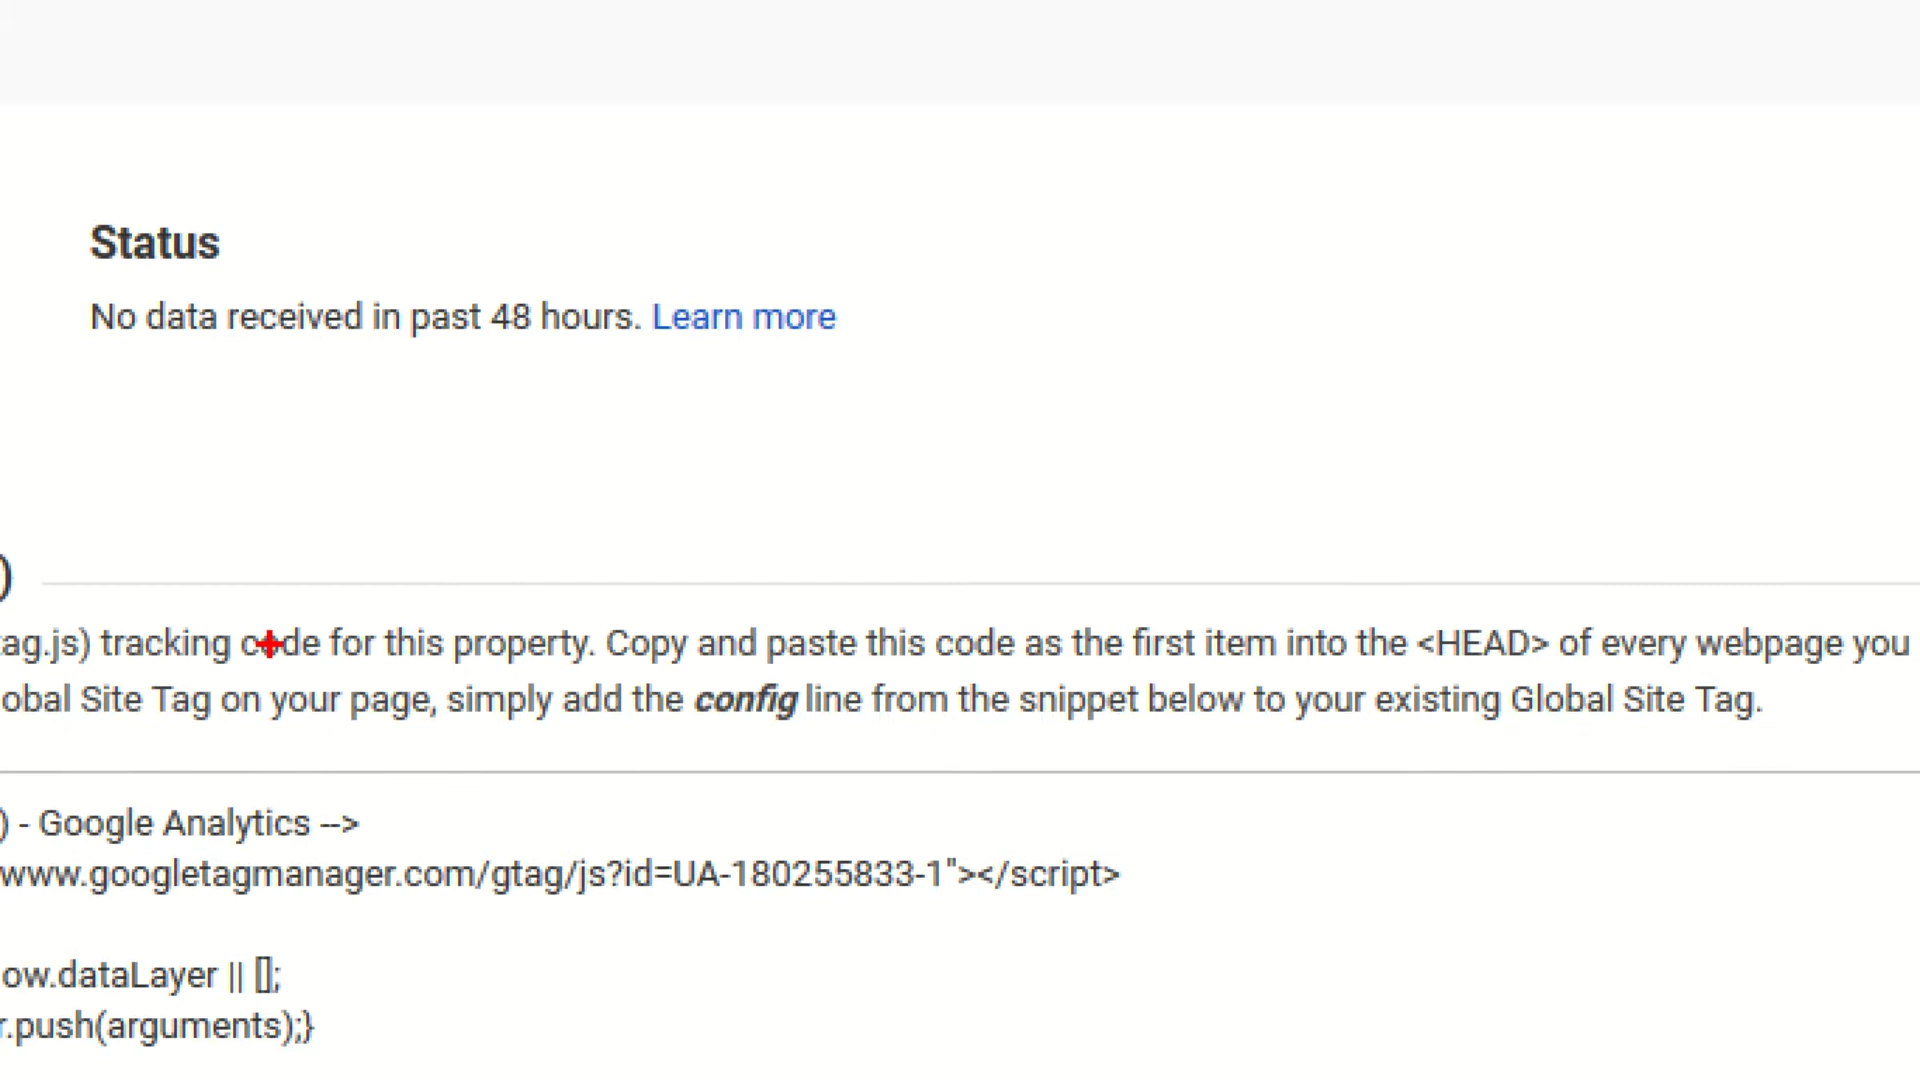 Status
No data received in past 48 hours. Learn more
)
tag.js) tracking code for this property. Copy and paste this code as the first item into the <HEAD> of every webpage you
obal Site Tag on your page, simply add the config line from the snippet below to your existing Global Site Tag.
) - Google Analytics -->
www.googletagmanager.com/gtag/js?id=UA-180255833-1"></script>
ow.dataLayer || [];
r.push(arguments);}